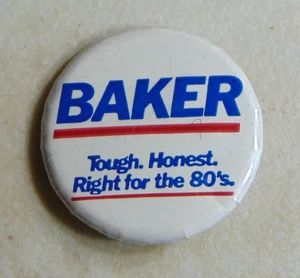 BAKER
Tough. Honest.
Right for the 80's.